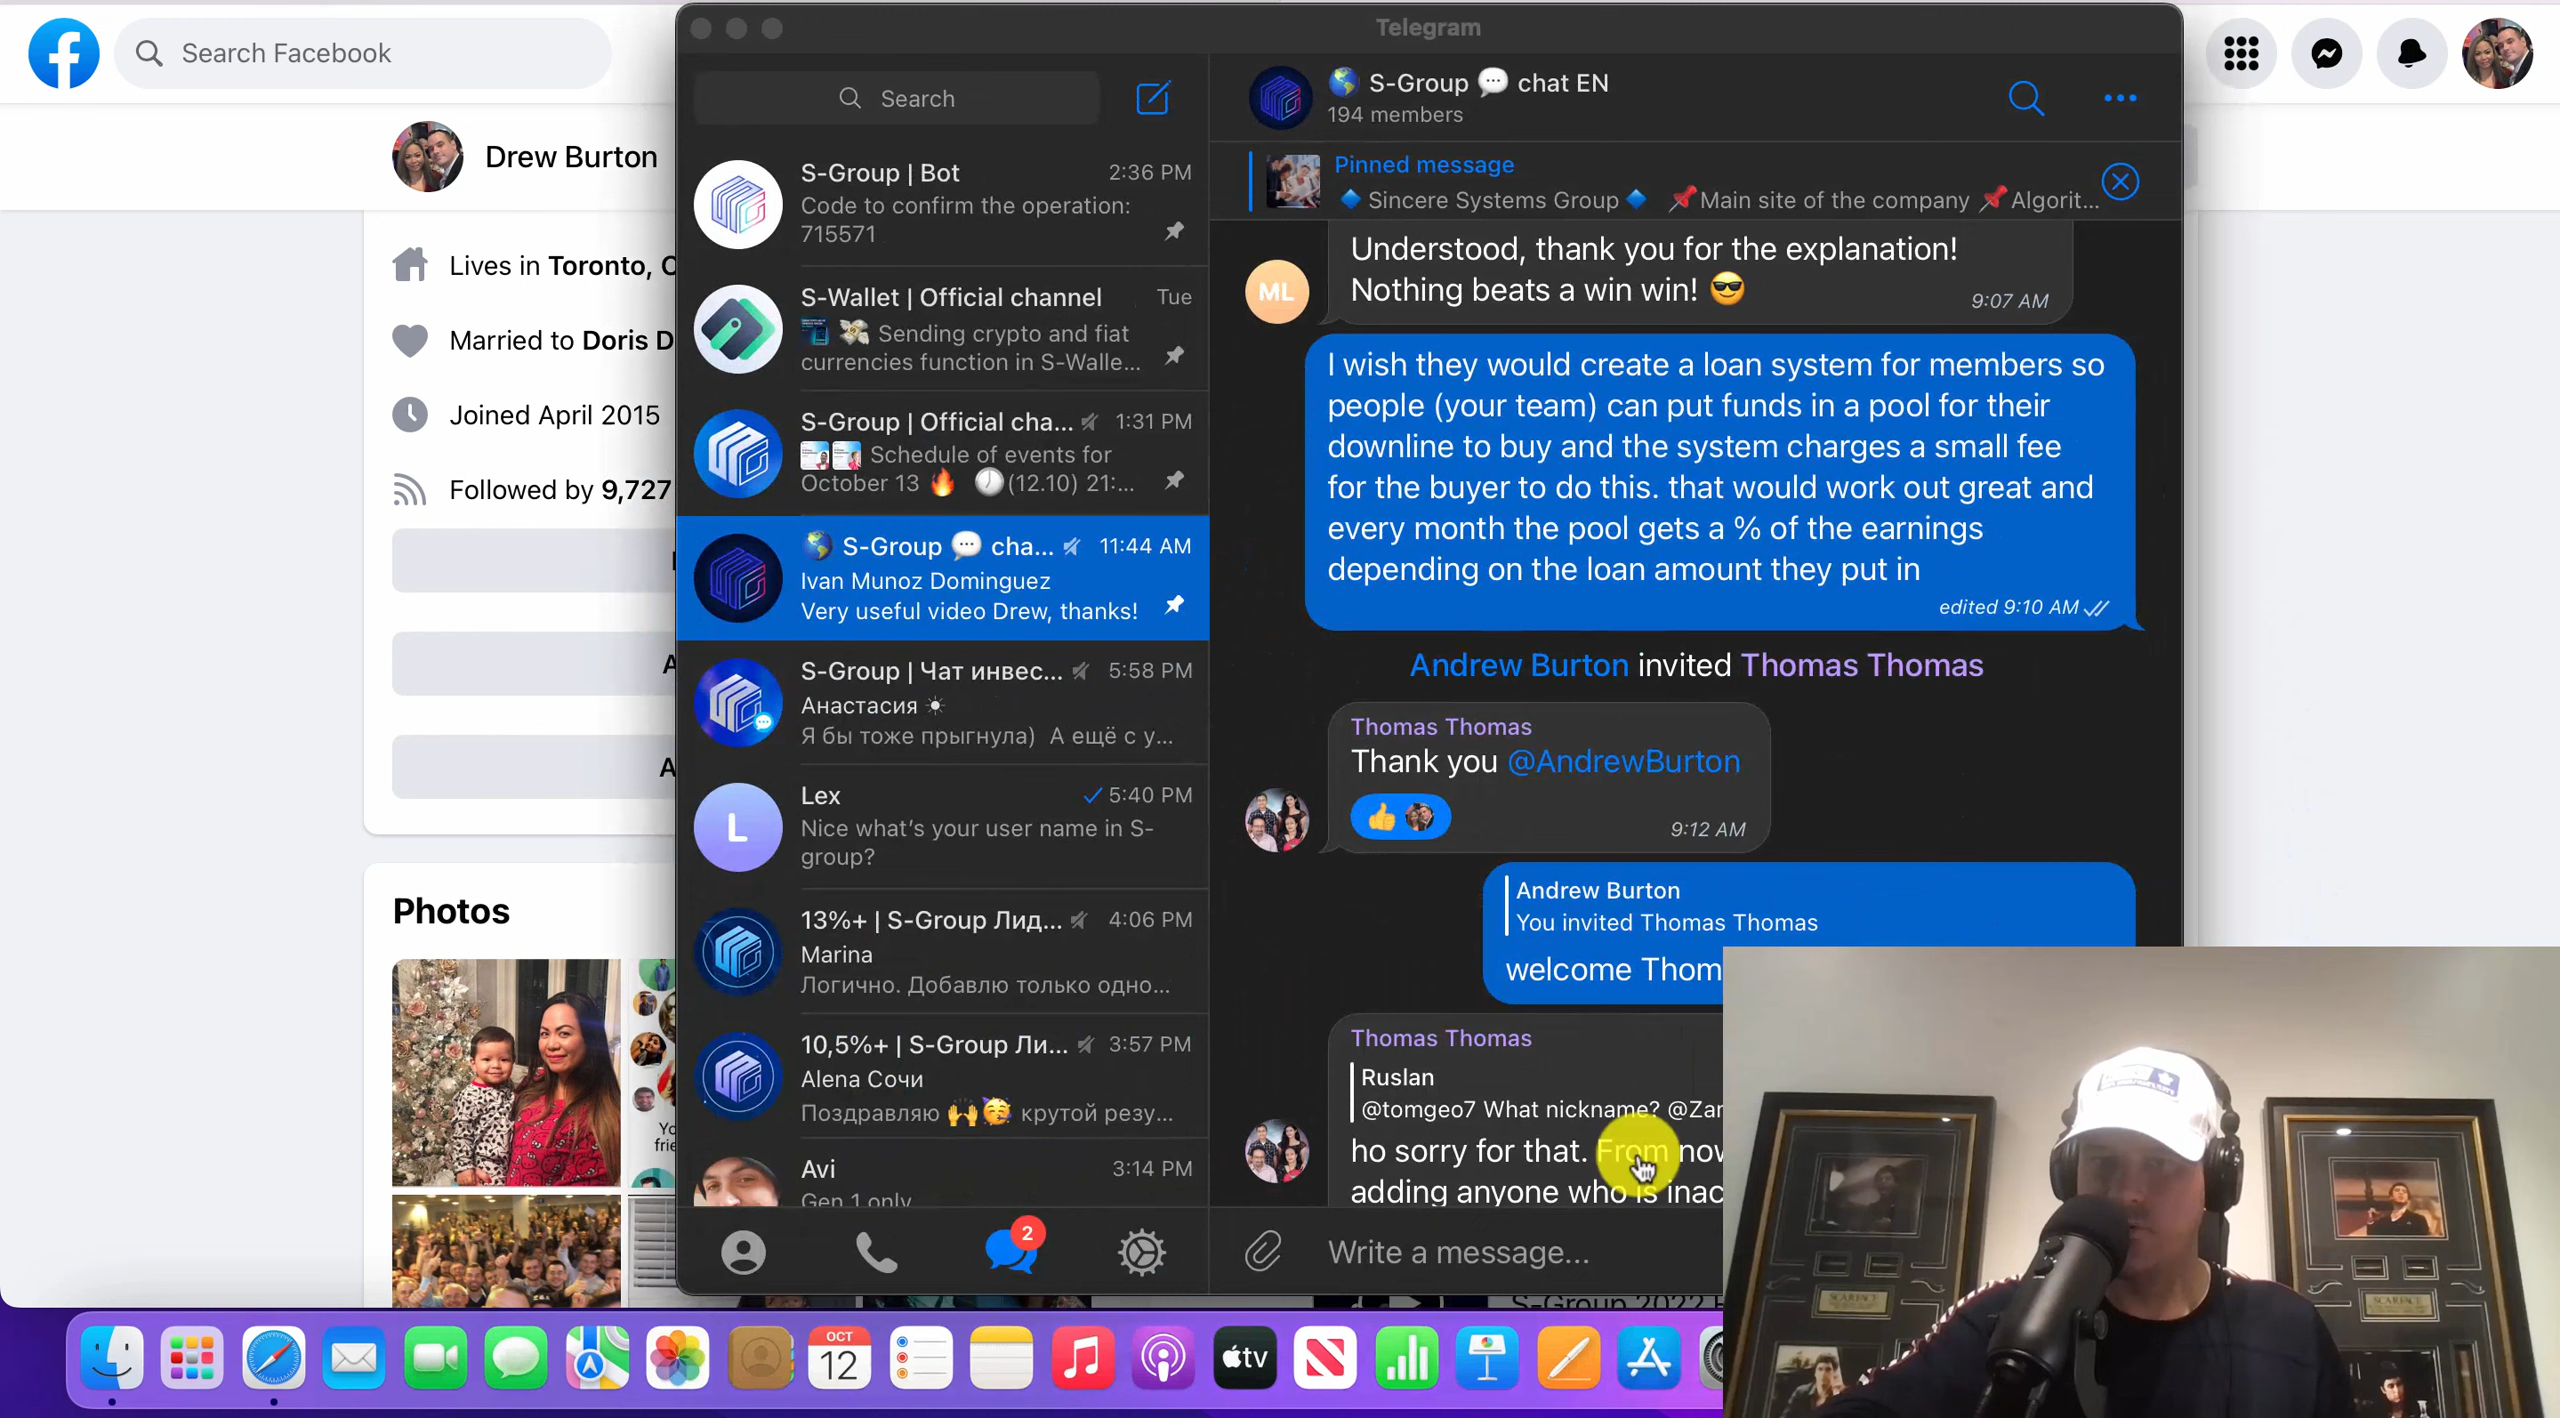 Search Facebook
Drew Burton
Lives in Toronto,
Married to Doris
Joined April 2015
Followed by 9,727
Photos
Telegram
Search
S-Group | Bot
2:36 PM
Code to confirm the operation:
715571
S-Wallet | Official channel
Tue
Sending crypto and fiat
currencies function in S-Walle...
S-Group | Official cha...
1:31 PM
Schedule of events for
October 13 🔥 🕖(12.10) 21:...
S-Group 💬 cha...
11:44 AM
Ivan Munoz Dominguez
Very useful video Drew, thanks!
S-Group | Чат инвес...
5:58 PM
Анастасия ☀
Я бы тоже прыгнула) А ещё с у...
L
Lex
5:40 PM
Nice what's your user name in S-
group?
13%+ | S-Group Лид...
4:06 PM
Marina
Логично. Добавлю только одно...
10,5%+ | S-Group Ли...
3:57 PM
Alena Сочи
Поздравляю 🙌🥳 крутой резу...
Avi
3:14 PM
Gen 1 only
2
🌎 S-Group 💬 chat EN
194 members
Pinned message
🔷 Sincere Systems Group 🔷 📌Main site of the company 📌Algorit...
ML
Understood, thank you for the explanation!
Nothing beats a win win! 😎
9:07 AM
I wish they would create a loan system for members so
people (your team) can put funds in a pool for their
downline to buy and the system charges a small fee
for the buyer to do this. that would work out great and
every month the pool gets a % of the earnings
depending on the loan amount they put in
edited 9:10 AM
Andrew Burton invited Thomas Thomas
Thomas Thomas
Thank you @AndrewBurton
9:12 AM
Andrew Burton
You invited Thomas Thomas
welcome Thom
Thomas Thomas
Ruslan
@tomgeo7 What nickname? @Zar
ho sorry for that. From now
adding anyone who is inac
Write a message...
S-Group 2022
OCT
12
tv
SCARFACE
SCARFACE